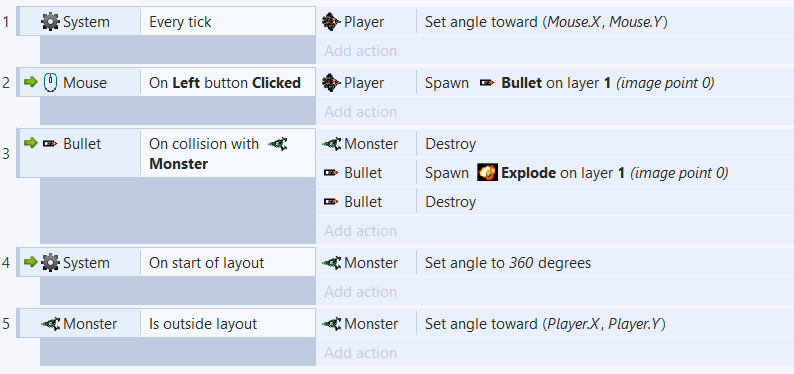 1 System Every tick Player Set angle toward (Mouse.X, Mouse.Y)
Add action
2 Mouse On Left button Clicked Player Spawn Bullet on layer 1 (image point 0)
Add action
3 Bullet On collision with Monster Monster Destroy
Bullet Spawn Explode on layer 1 (image point 0)
Bullet Destroy
Add action
4 System On start of layout Monster Set angle to 360 degrees
Add action
5 Monster Is outside layout Monster Set angle toward (Player.X, Player.Y)
Add action